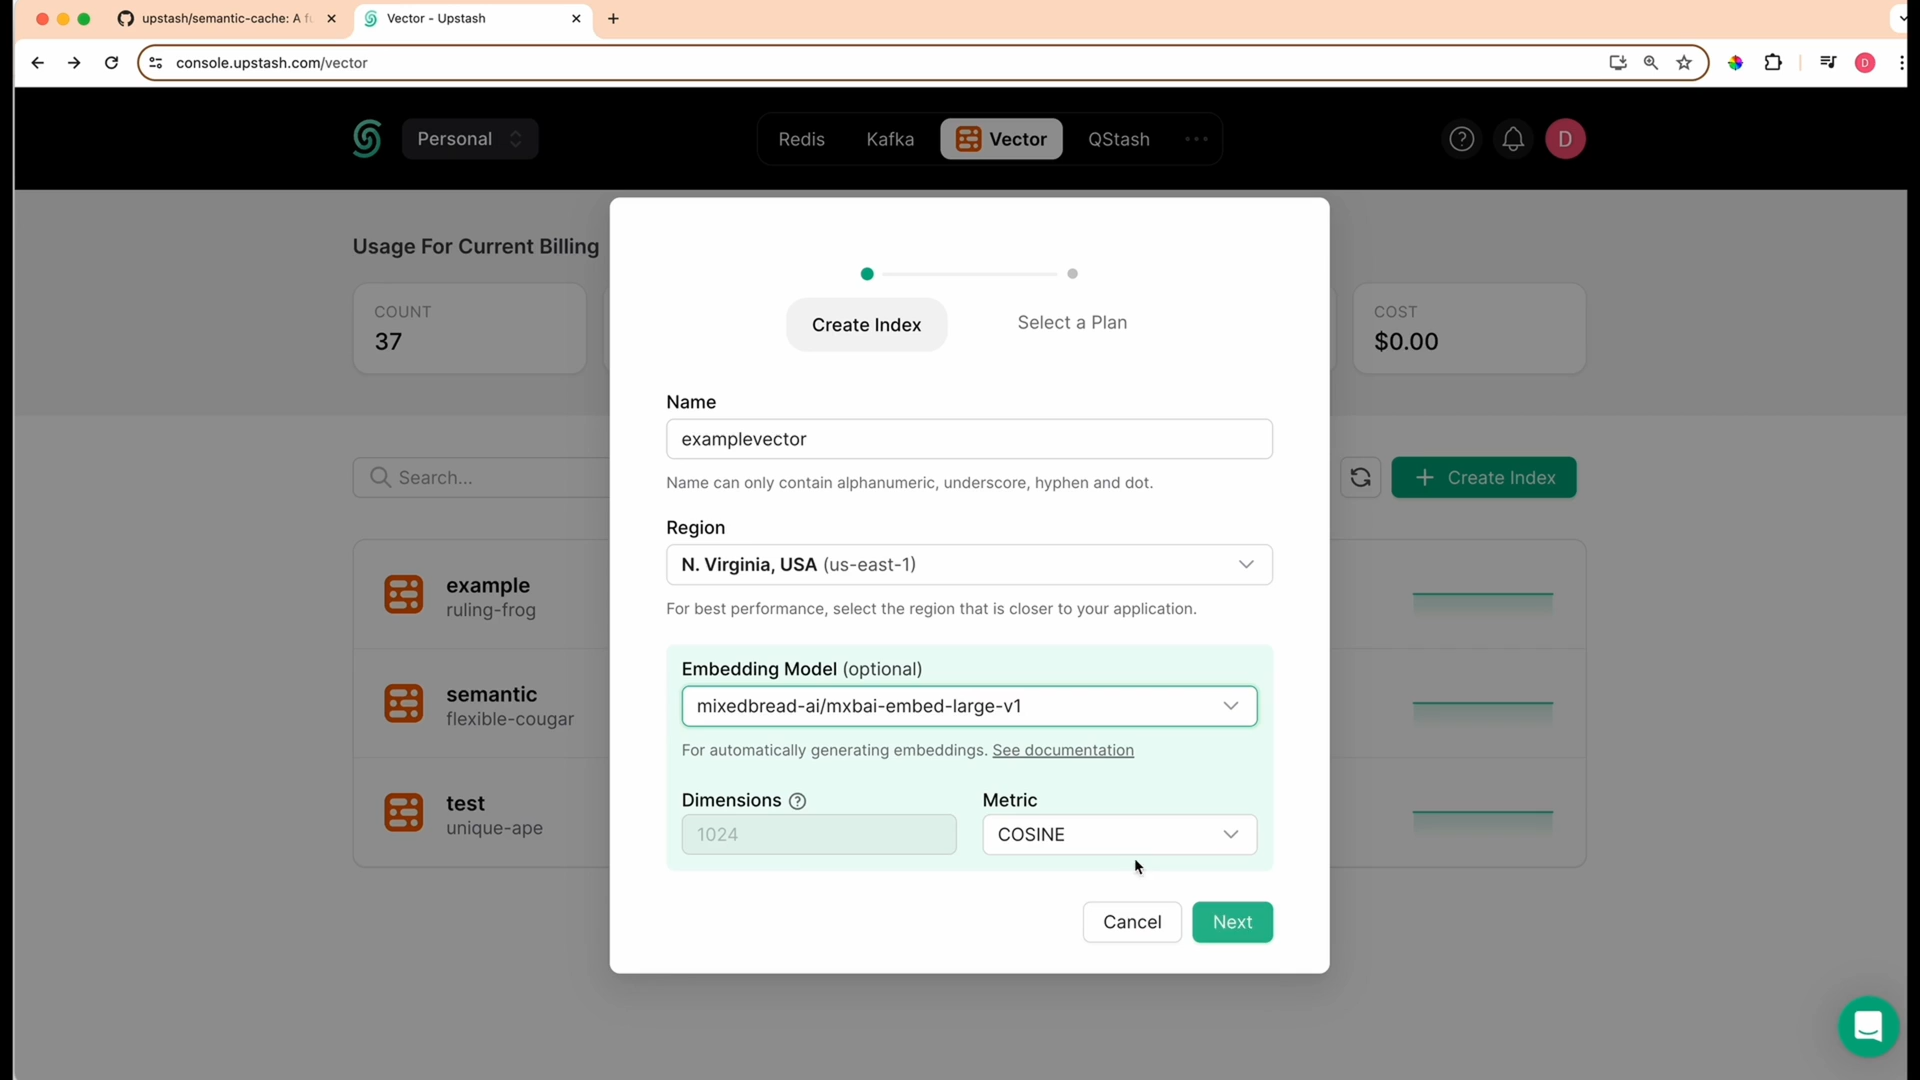 upstash/semantic-cache: A fu
Vector - Upstash
console.upstash.com/vector
D
Personal
Redis
Kafka
Vector
QStash
D
Usage For Current Billing
COUNT
37
COST
$0.00
Create Index
Select a Plan
Name
examplevector
Name can only contain alphanumeric, underscore, hyphen and dot.
Search...
Create Index
Region
N. Virginia, USA (us-east-1)
For best performance, select the region that is closer to your application.
example
ruling-frog
Embedding Model (optional)
mixedbread-ai/mxbai-embed-large-v1
For automatically generating embeddings. See documentation
semantic
flexible-cougar
Dimensions
1024
Metric
COSINE
test
unique-ape
Cancel
Next